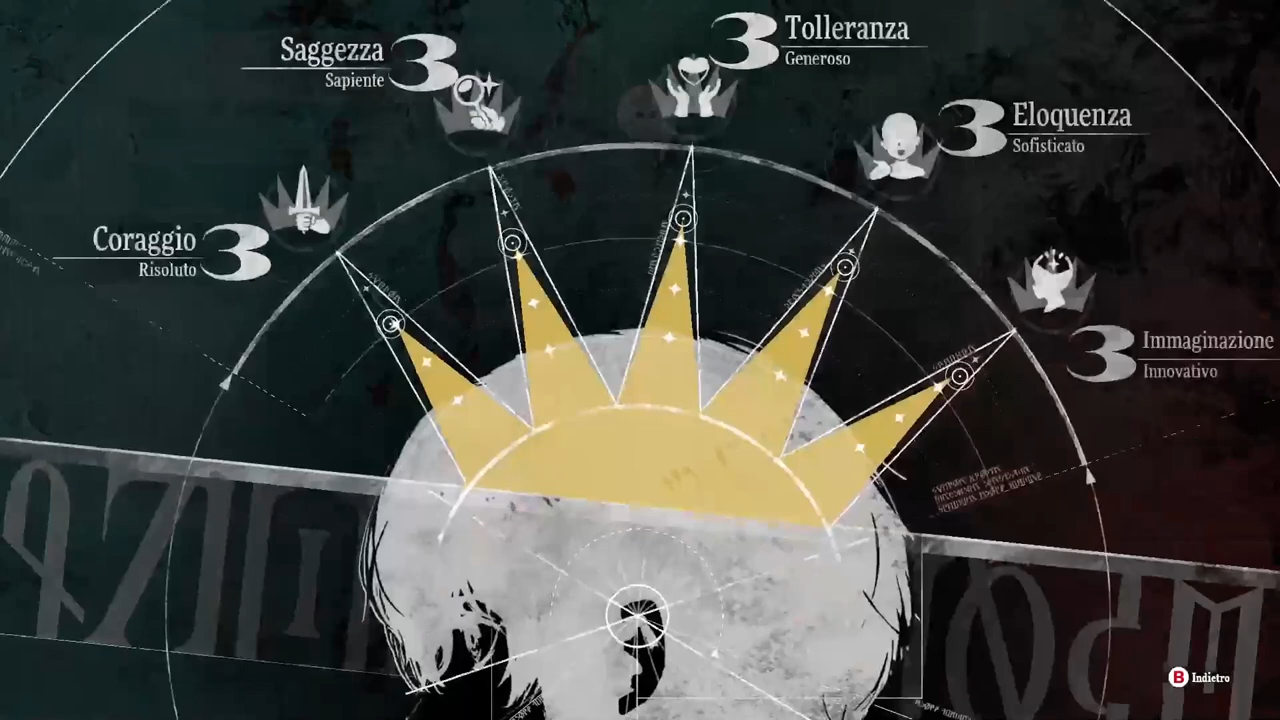 Saggezza
3
Sapiente
3
Tolleranza
Generoso
3
Eloquenza
Sofisticato
Coraggio
3
Risoluto
3
Immaginazione
Innovativo
B Indietro